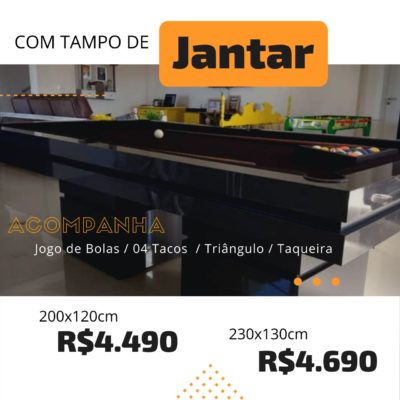 COM TAMPO DE
Jantar
ACOMPANHA
Jogo de Bolas / 04 Tacos / Triângulo / Taqueira
200x120cm
R$4.490
230x130cm
R$4.690